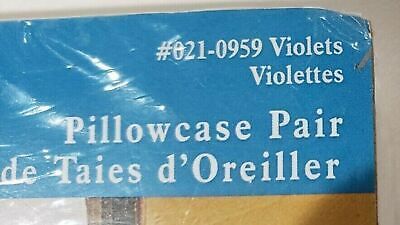 #021-0959 Violets
Violettes
Pillowcase Pair
de Taies d'Oreiller